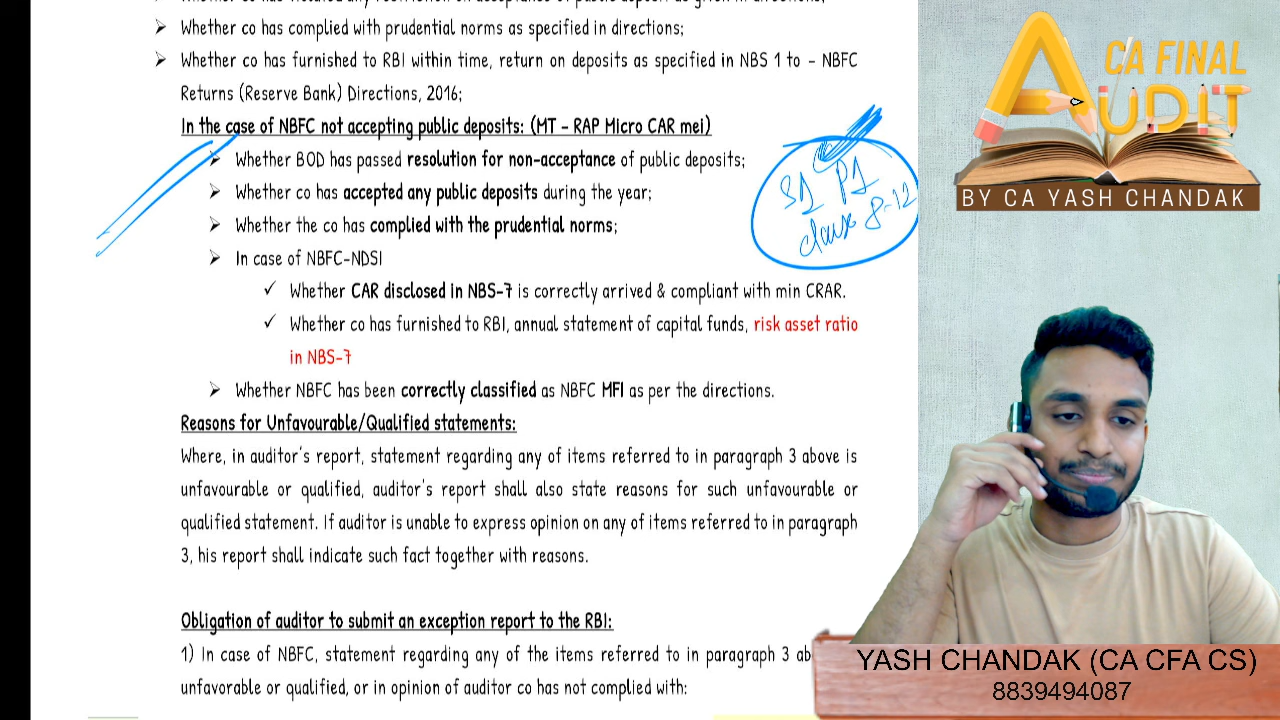 ➢ Whether co has complied with prudential norms as specified in directions;
➢ Whether co has furnished to RBI within time, return on deposits as specified in NBS 1 to – NBFC
Returns (Reserve Bank) Directions, 2016;
In the case of NBFC not accepting public deposits: (MT – RAP Micro CAR mei)
➢ Whether BOD has passed resolution for non-acceptance of public deposits;
➢ Whether co has accepted any public deposits during the year;
➢ Whether the co has complied with the prudential norms;
➢ In case of NBFC-NDSI
✓ Whether CAR disclosed in NBS-7 is correctly arrived & compliant with min CRAR.
✓ Whether co has furnished to RBI, annual statement of capital funds, risk asset ratio
in NBS-7
➢ Whether NBFC has been correctly classified as NBFC MFI as per the directions.
Reasons for Unfavourable/Qualified statements:
Where, in auditor's report, statement regarding any of items referred to in paragraph 3 above is
unfavourable or qualified, auditor's report shall also state reasons for such unfavourable or
qualified statement. If auditor is unable to express opinion on any of items referred to in paragraph
3, his report shall indicate such fact together with reasons.
Obligation of auditor to submit an exception report to the RBI:
1) In case of NBFC, statement regarding any of the items referred to in paragraph 3 ab
unfavorable or qualified, or in opinion of auditor co has not complied with:
8-12
CA FINAL
AUDIT
BY CA YASH CHANDAK
YASH CHANDAK (CA CFA CS)
8839494087